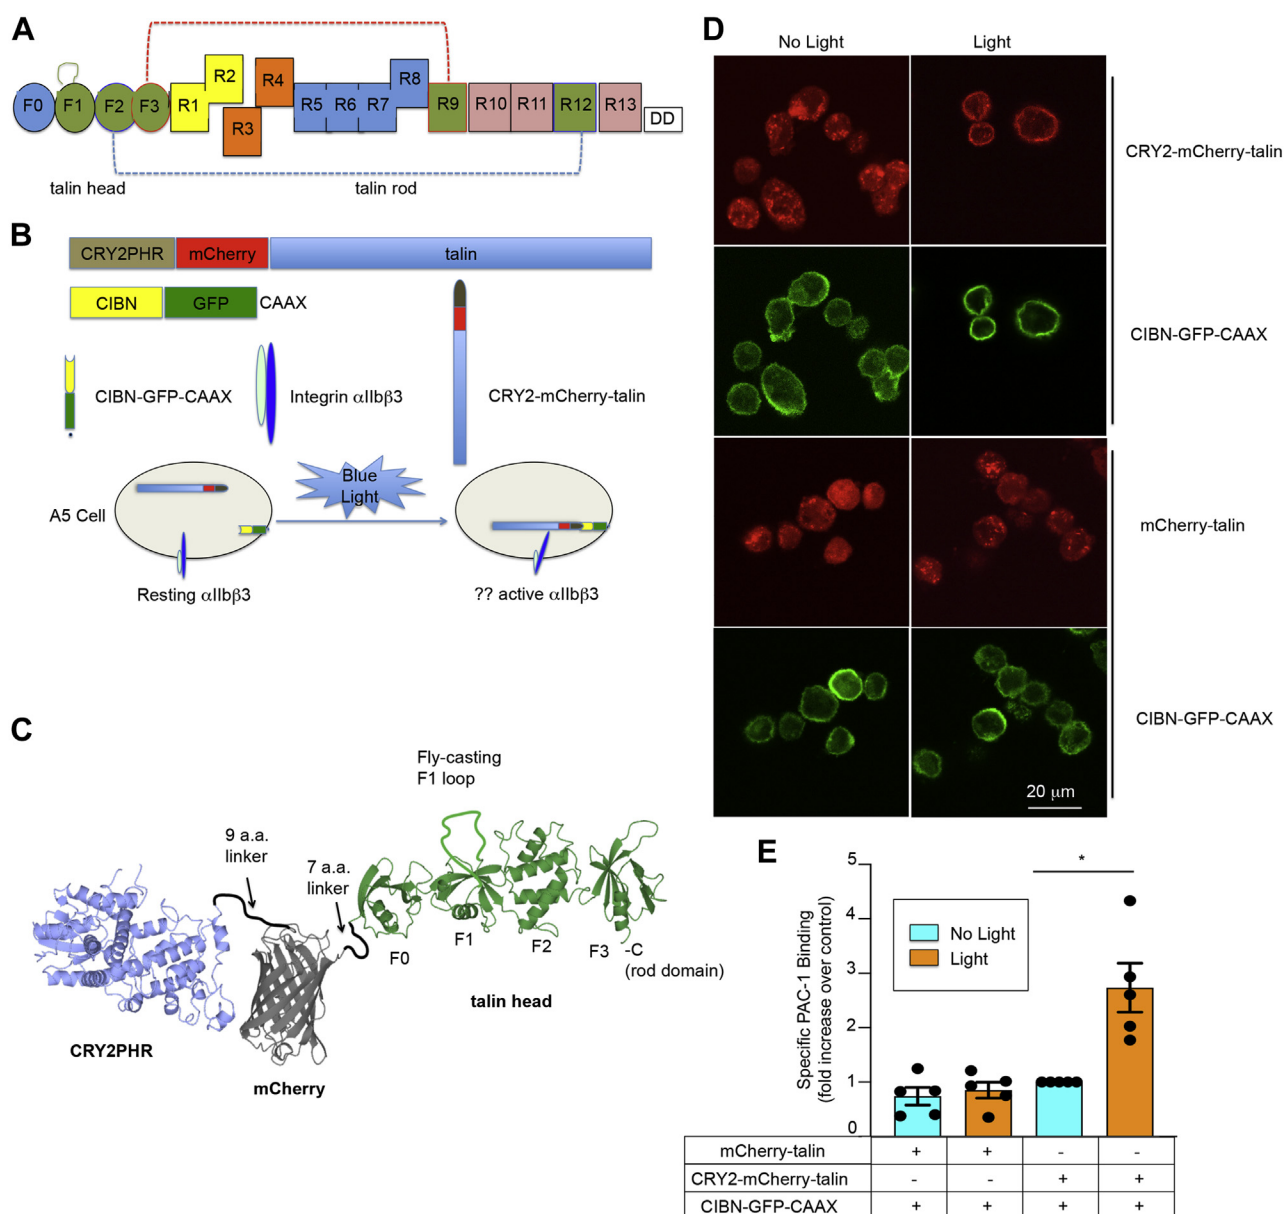 A
F0 F1 F2 F3 R1 R2 R3 R4 R5 R6 R7 R8 R9 R10 R11 R12 R13 DD
talin head talin rod
B
CRY2PHR mCherry talin
CIBN GFP CAAX
CIBN-GFP-CAAX Integrin αIIbβ3 CRY2-mCherry-talin
Blue
Light
A5 Cell
Resting αIIbβ3 ?? active αIIbβ3
C
Fly-casting
F1 loop
9 a.a.
linker
7 a.a.
linker
F0 F1 F2 F3 -C
(rod domain)
talin head
CRY2PHR
mCherry
D
No Light Light
CRY2-mCherry-talin
CIBN-GFP-CAAX
mCherry-talin
CIBN-GFP-CAAX
20 μm
E
Specific PAC-1 Binding
(fold increase over control)
5
4
3
2
1
0
*
No Light
Light
mCherry-talin + + - -
CRY2-mCherry-talin - - + +
CIBN-GFP-CAAX + + + +